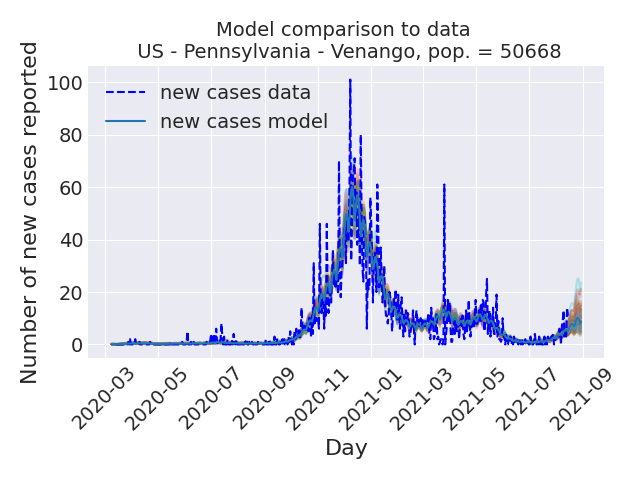 Model comparison to data
US - Pennsylvania - Venango, pop. = 50668
Number of new cases reported
100
80
60
40
20
0
new cases data
new cases model
2020-03
2020-05
2020-07
2020-09
2020-11
2021-01
2021-03
2021-05
2021-07
2021-09
Day